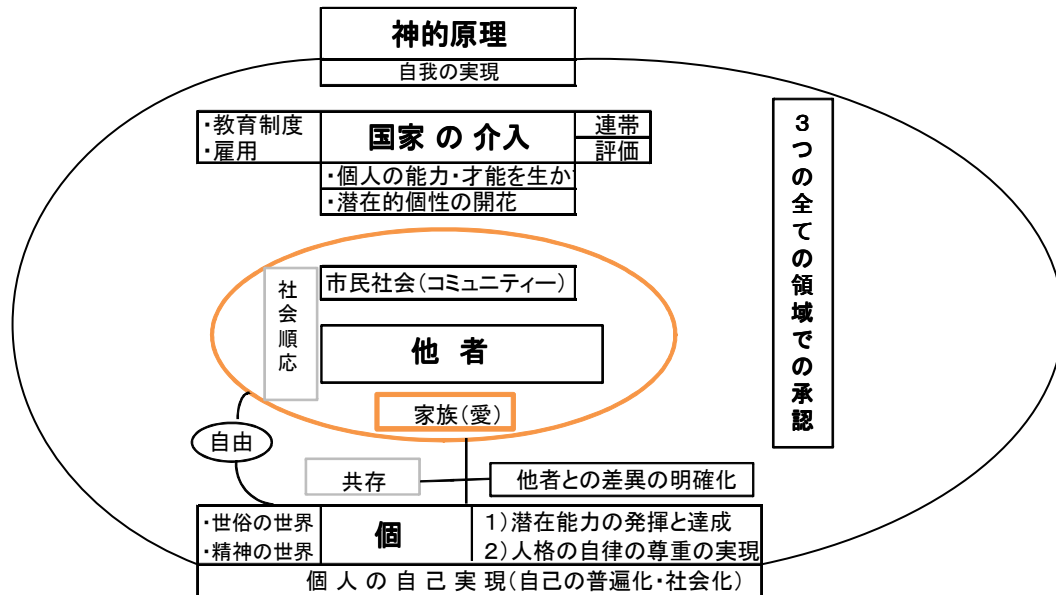 神的原理
自我の実現
・教育制度
・雇用
国家 の 介入
連帯
評価
・個人の能力・才能を生かす
・潜在的個性の開花
3つの全ての領域での承認
社会順応
市民社会(コミュニティー)
他 者
家族(愛)
自由
共存
他者との差異の明確化
・世俗の世界
・精神の世界
個
1)潜在能力の発揮と達成
2)人格の自律の尊重の実現
個 人 の 自 己 実 現(自己の普遍化・社会化)